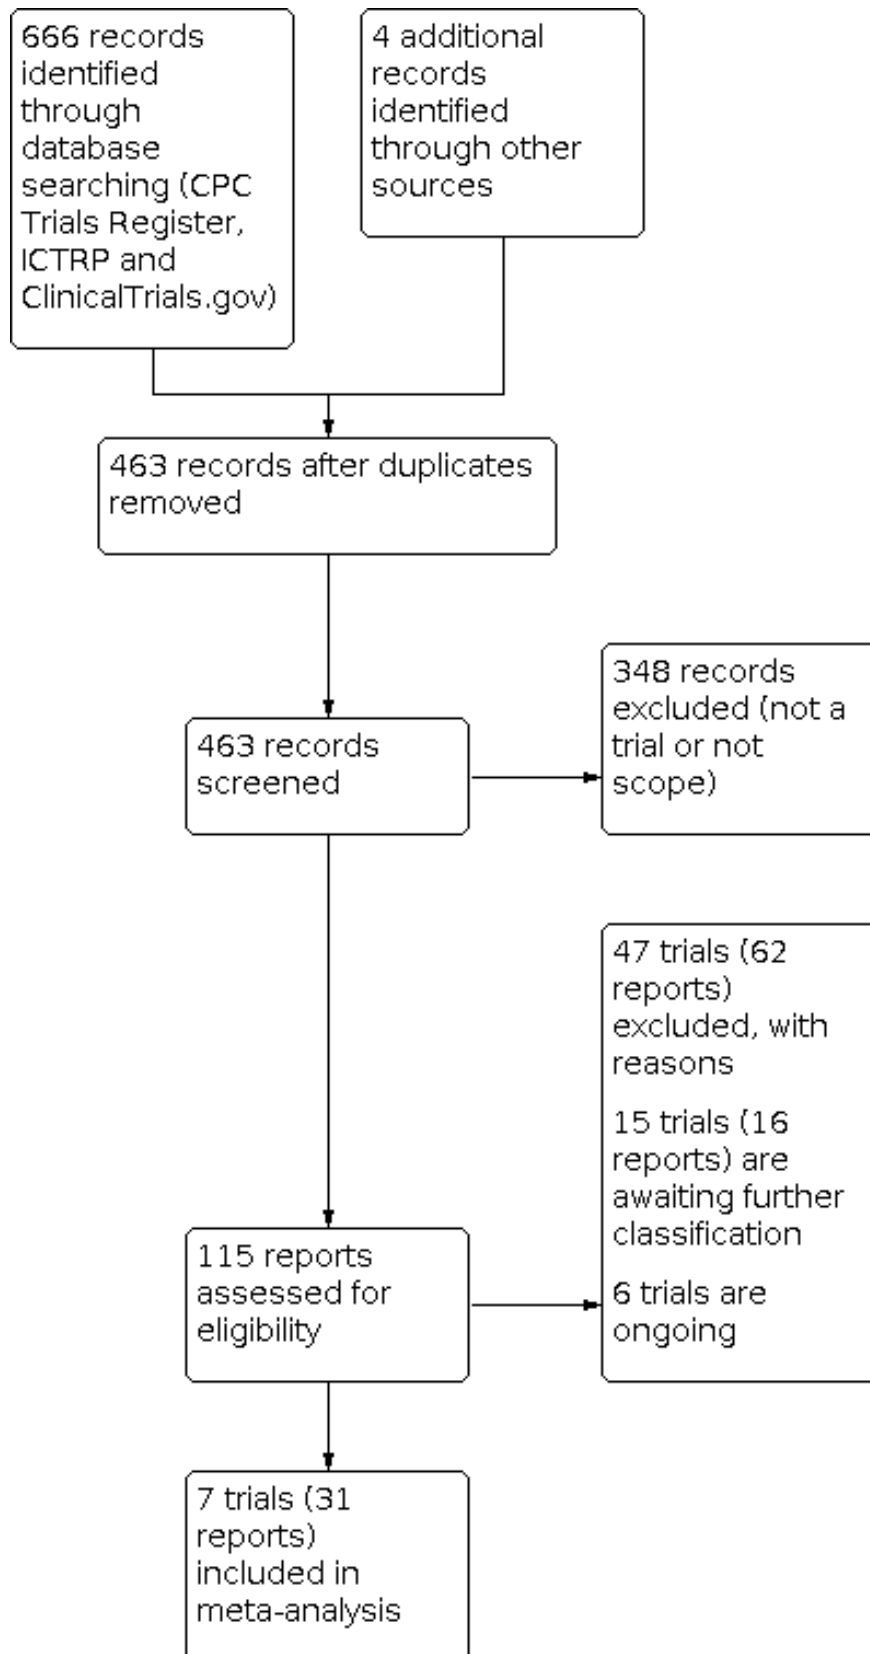 666 records
identified
through
database
searching (CPC
Trials Register,
ICTRP and
ClinicalTrials.gov)
4 additional
records
identified
through other
sources
463 records after duplicates
removed
463 records
screened
348 records
excluded (not a
trial or not
scope)
115 reports
assessed for
eligibility
47 trials (62
reports)
excluded, with
reasons
15 trials (16
reports) are
awaiting further
classification
6 trials are
ongoing
7 trials (31
reports)
included in
meta-analysis